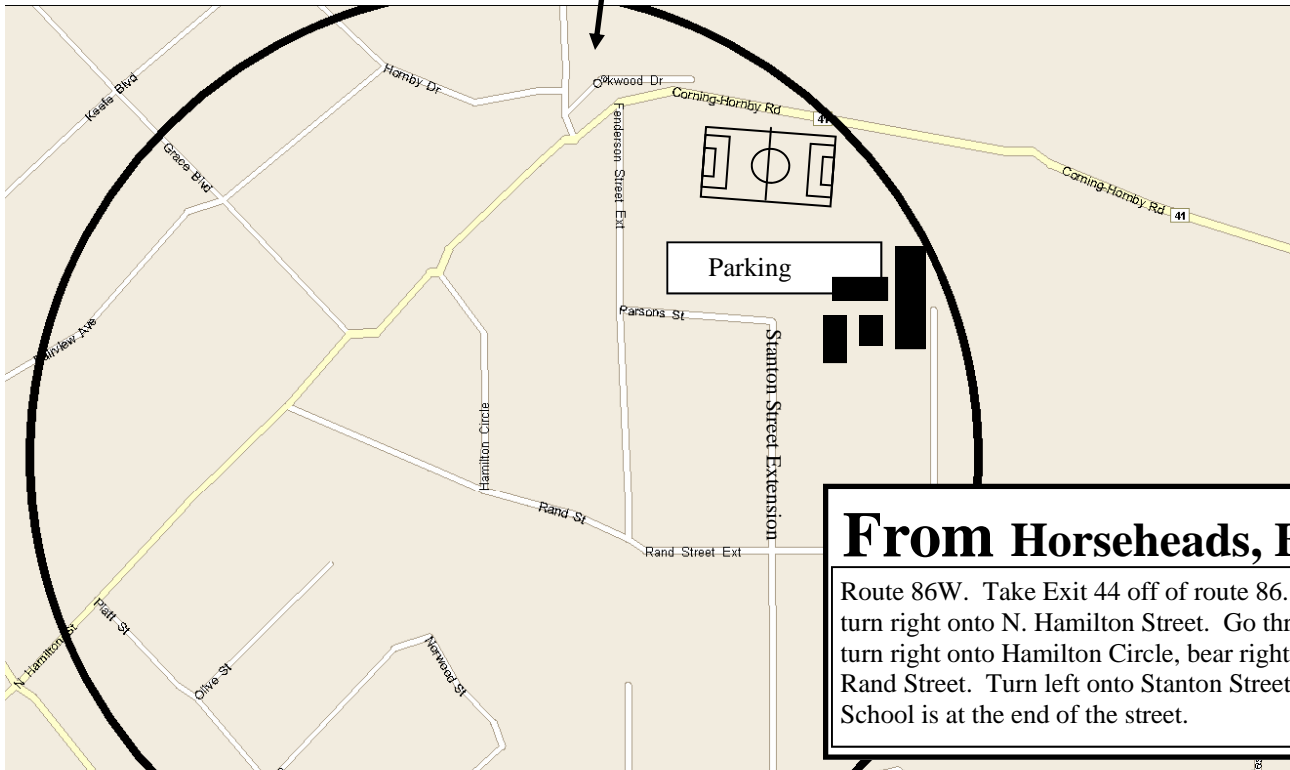 Oakwood Dr
Hornby Dr
Keefe Blvd
Corning-Hornby Rd
41
Fenderson Street Ext
Grace Blvd
Corning-Hornby Rd
41
Parking
Parsons St
Fairview Ave
Stanton Street Extension
Hamilton Circle
Rand St
Rand Street Ext
From Horseheads, E
Route 86W. Take Exit 44 off of route 86.
turn right onto N. Hamilton Street. Go thr
turn right onto Hamilton Circle, bear right
Rand Street. Turn left onto Stanton Street
School is at the end of the street.
Platt St
N Hamilton St
Olive St
Norwood St